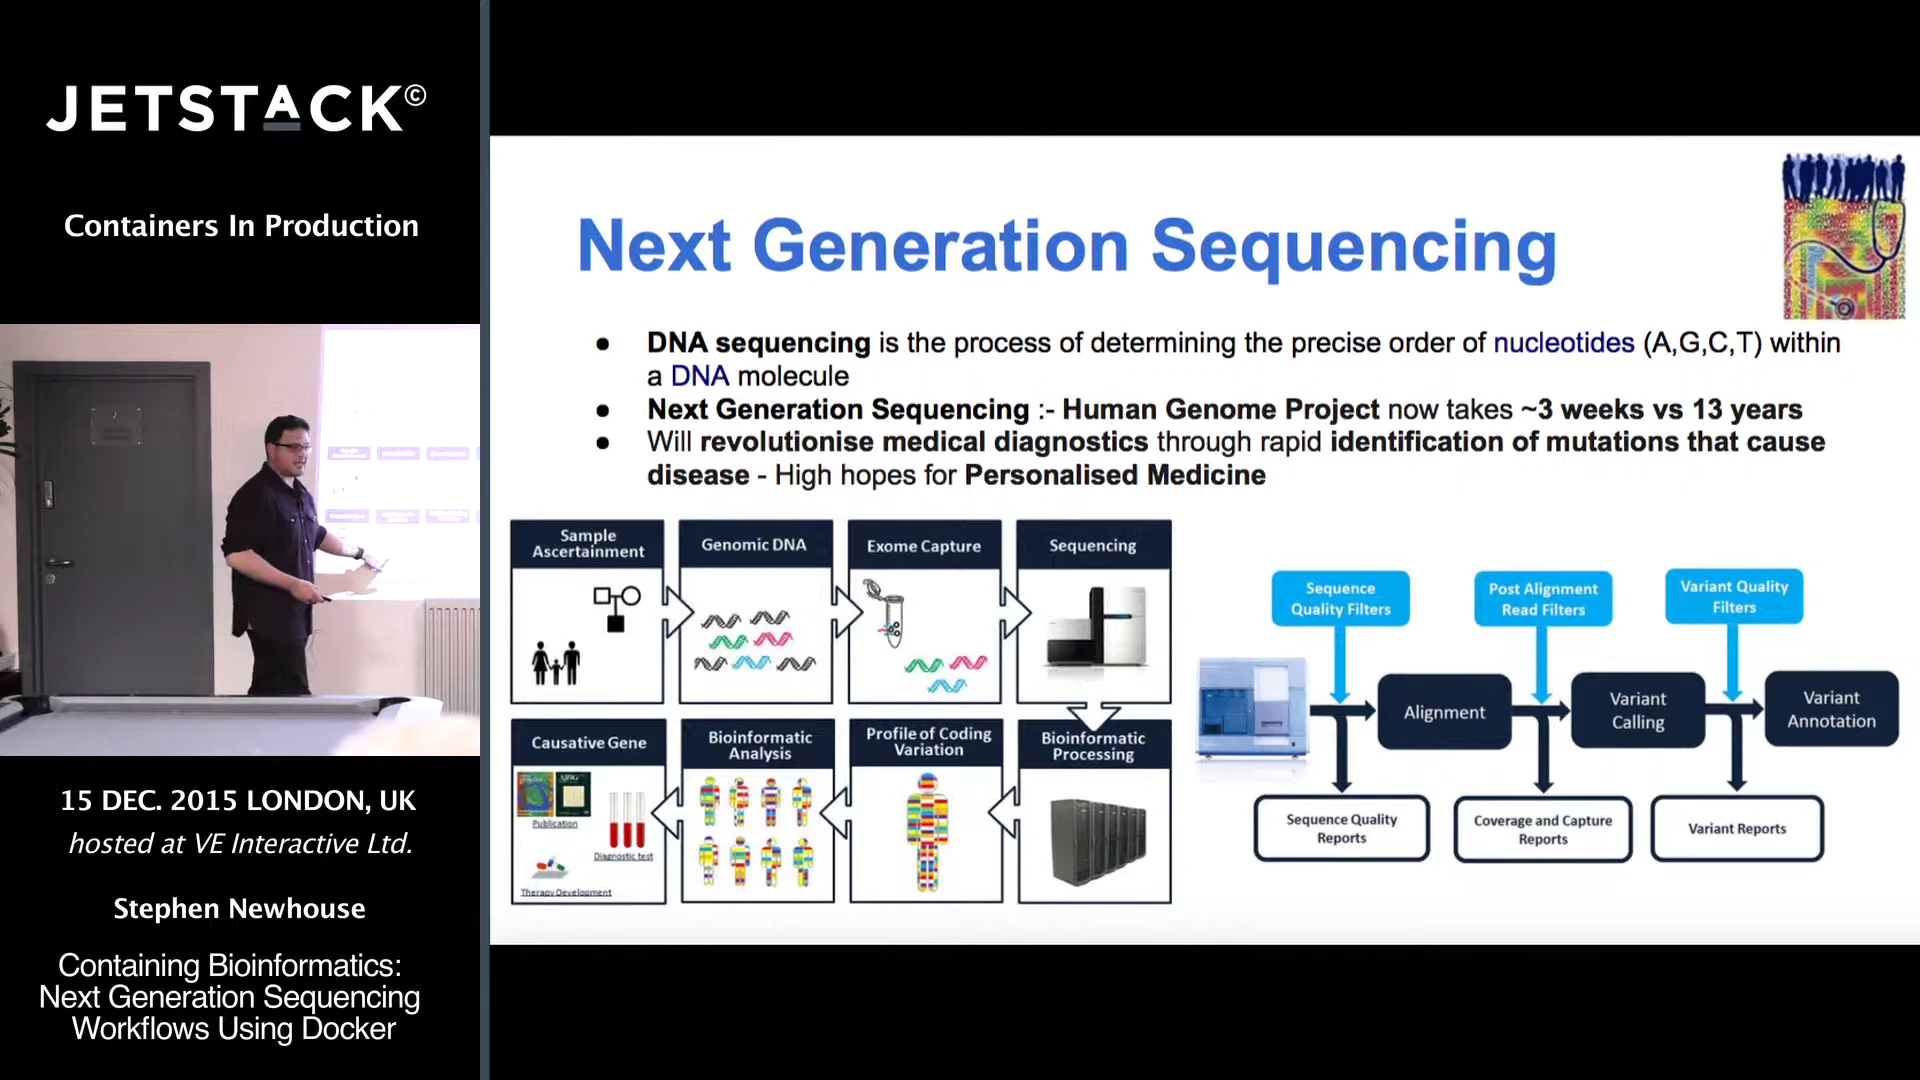 JETSTACK©
Containers In Production
15 DEC. 2015 LONDON, UK
hosted at VE Interactive Ltd.
Stephen Newhouse
Containing Bioinformatics:
Next Generation Sequencing
Workflows Using Docker
Next Generation Sequencing
● DNA sequencing is the process of determining the precise order of nucleotides (A,G,C,T) within
a DNA molecule
● Next Generation Sequencing :- Human Genome Project now takes ~3 weeks vs 13 years
● Will revolutionise medical diagnostics through rapid identification of mutations that cause
disease - High hopes for Personalised Medicine
Sample
Ascertainment
Genomic DNA
Exome Capture
Sequencing
Causative Gene
Publication
Diagnostic test
Therapy Development
Bioinformatic
Analysis
Profile of Coding
Variation
Bioinformatic
Processing
Sequence
Quality Filters
Post Alignment
Read Filters
Variant Quality
Filters
Alignment
Variant
Calling
Variant
Annotation
Sequence Quality
Reports
Coverage and Capture
Reports
Variant Reports